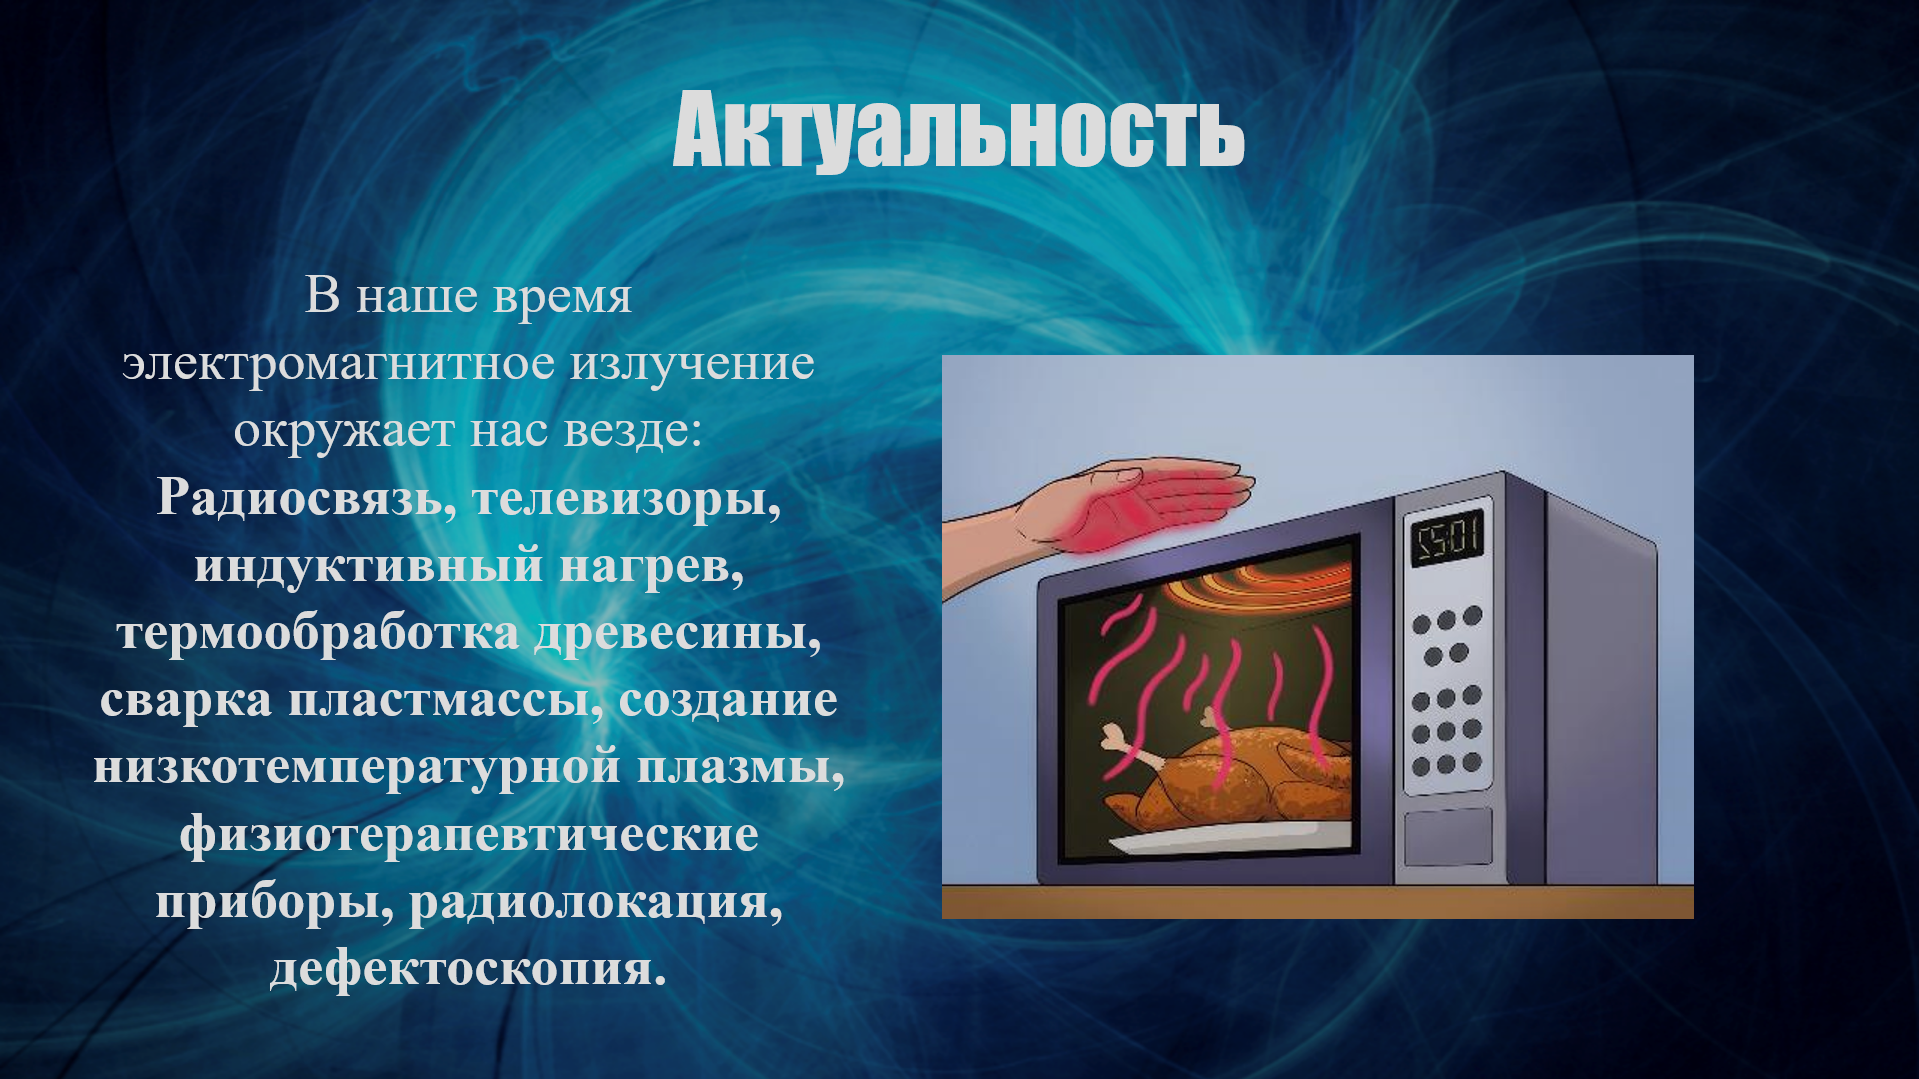 Актуальность
В наше время
электромагнитное излучение
окружает нас везде:
Радиосвязь, телевизоры,
индуктивный нагрев,
термообработка древесины,
сварка пластмассы, создание
низкотемпературной плазмы,
физиотерапевтические
приборы, радиолокация,
дефектоскопия.